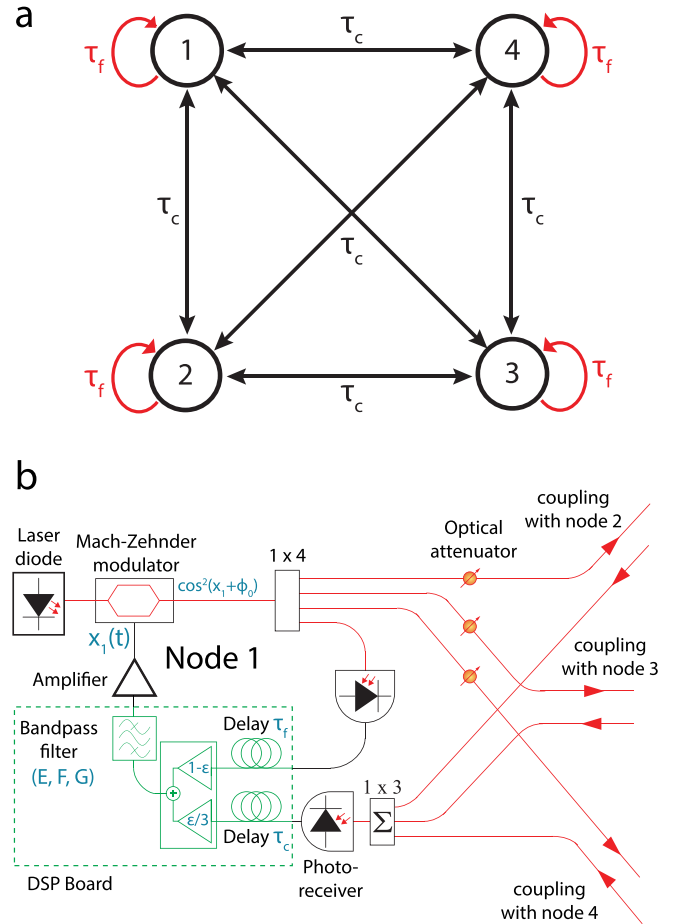 a
τc
1
4
τf
τf
τc
τc
τc
2
3
τf
τf
τc
b
coupling
with node 2
Laser
diode
Mach-Zehnder
modulator
1 x 4
Optical
attenuator
cos²(x₁+ϕ₀)
x₁(t)
Node 1
coupling
with node 3
Amplifier
Bandpass
filter
(E, F, G)
Delay τf
1-ε
+
ε/3
Delay τc
1 x 3
Σ
Photo-
receiver
DSP Board
coupling
with node 4